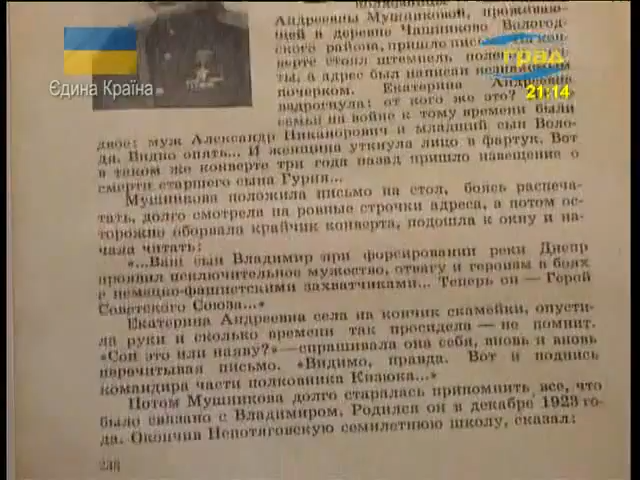 Єдина Країна
град
21:14
Андреевны Мушниковой, проживаю-
щей в деревне Чашниково Вологод-
ского района, пришло
верте стоял штемпель
ты, а адрес был написан незнакомым
почерком. Екатерина Андреевна
вздрогнула: от кого же это?
семьи на войне к тому времени были
двое: муж Александр Никанорович и младший сын Воло-
дя. Видно опять... И женщина уткнула лицо в фартук. Вот
в таком же конверте три года назад пришло извещение о
смерти старшего сына Гурия...
Мушникова положила письмо на стол, боясь распеча-
тать, долго смотрела на ровные строчки адреса, а потом ос-
торожно оборвала крайчик конверта, подошла к окну и на-
чала читать:
«...Ваш сын Владимир при форсировании реки Днепр
проявил исключительное мужество, отвагу и героизм в боях
с немецко-фашистскими захватчиками... Теперь он — Герой
Советского Союза...»
Екатерина Андреевна села на кончик скамейки, опусти-
ла руки и сколько времени так просидела — не помнит.
«Сон это или наяву?» — спрашивала она себя, вновь и вновь
перечитывая письмо. «Видимо, правда. Вот и подпись
командира части полковника Кизюка...»
Потом Мушникова долго старалась припомнить все, что
было связано с Владимиром. Родился он в декабре 1923 го-
да. Окончив Непотяговскую семилетнюю школу, сказал:
238